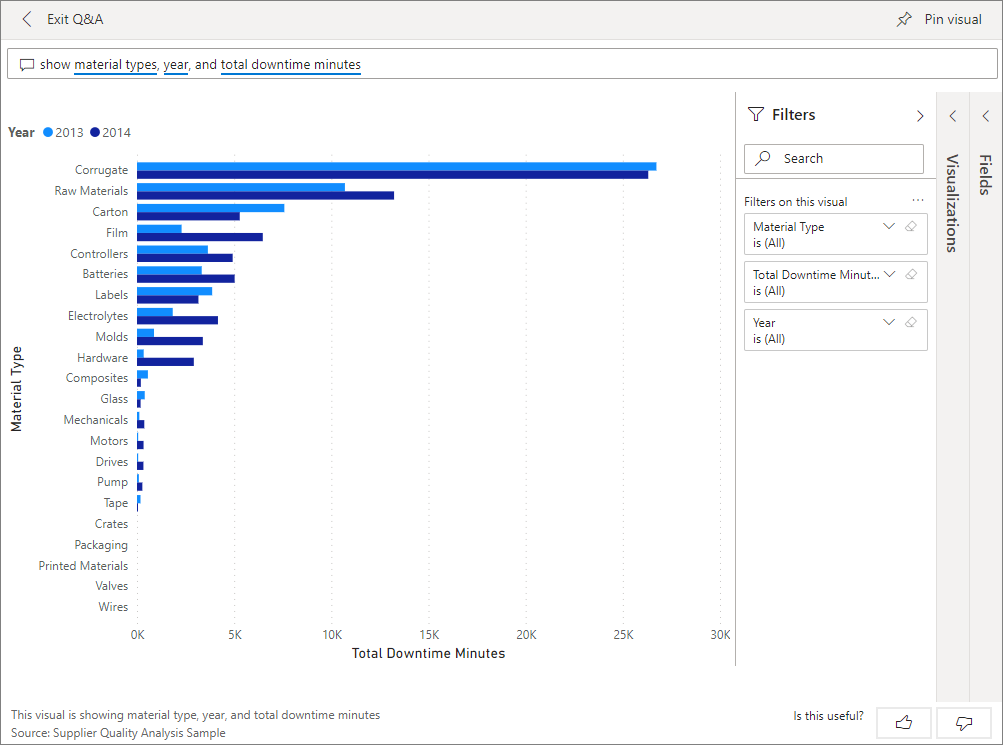 Exit Q&A
Pin visual
show material types, year, and total downtime minutes
Year 2013 2014
Corrugate
Raw Materials
Carton
Film
Controllers
Batteries
Labels
Electrolytes
Molds
Hardware
Composites
Glass
Mechanicals
Motors
Drives
Pump
Tape
Crates
Packaging
Printed Materials
Valves
Wires
Material Type
0K 5K 10K 15K 20K 25K 30K
Total Downtime Minutes
Filters
Search
Filters on this visual
...
Material Type
is (All)
Total Downtime Minut...
is (All)
Year
is (All)
Visualizations
Fields
This visual is showing material type, year, and total downtime minutes
Source: Supplier Quality Analysis Sample
Is this useful?